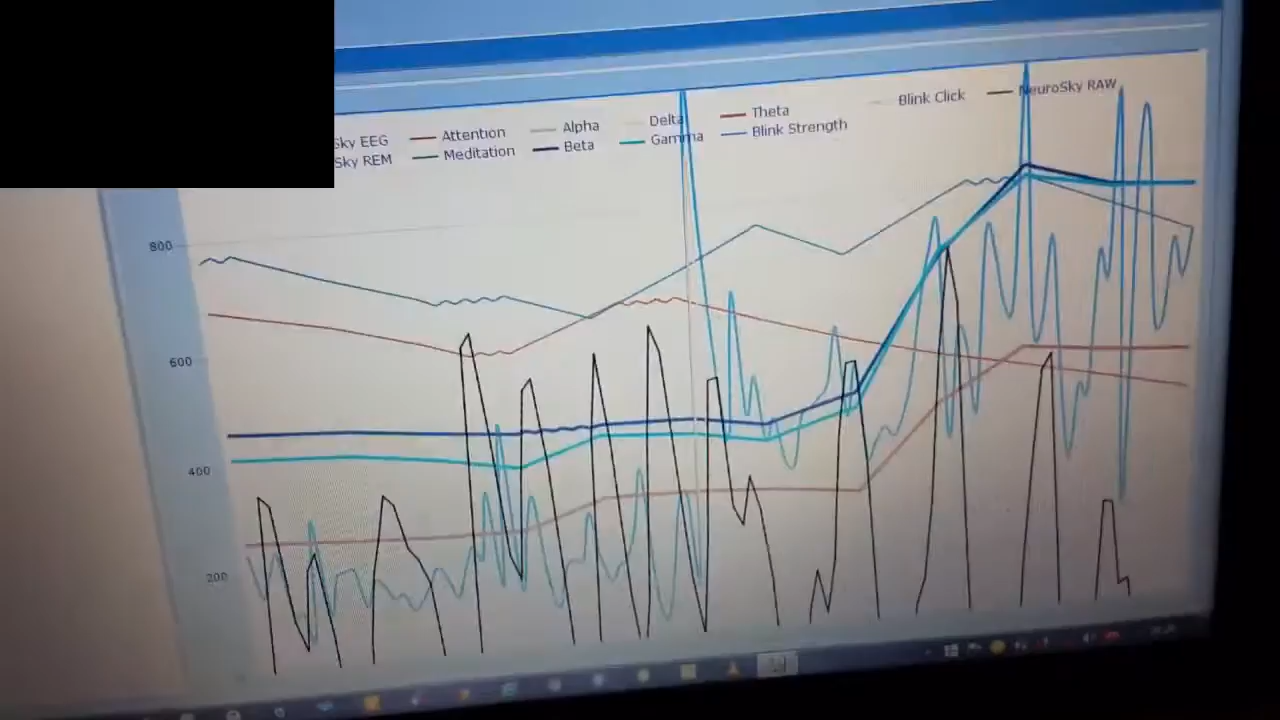 Sky EEG Attention Alpha Delta Theta Blink Click NeuroSky RAW
Sky REM Meditation Beta Gamma Blink Strength
800
600
400
200